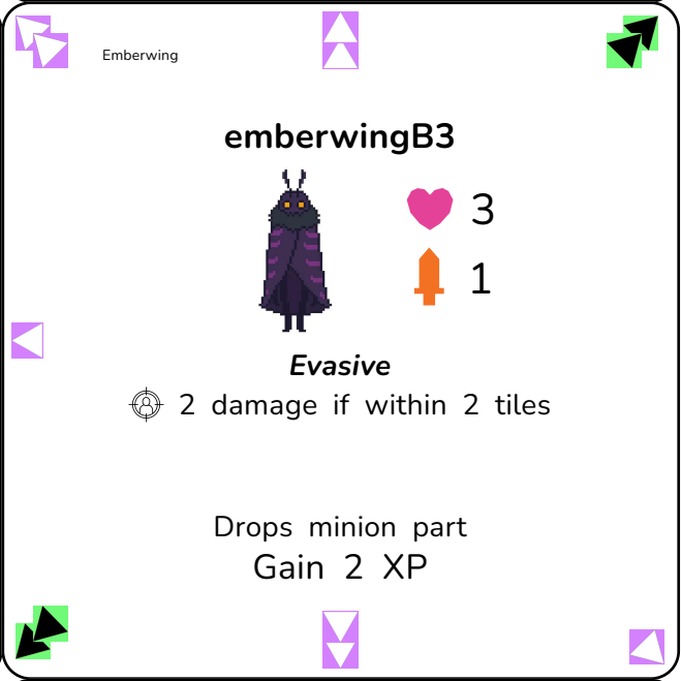 Emberwing
emberwingB3
3
1
Evasive
2 damage if within 2 tiles
Drops minion part
Gain 2 XP